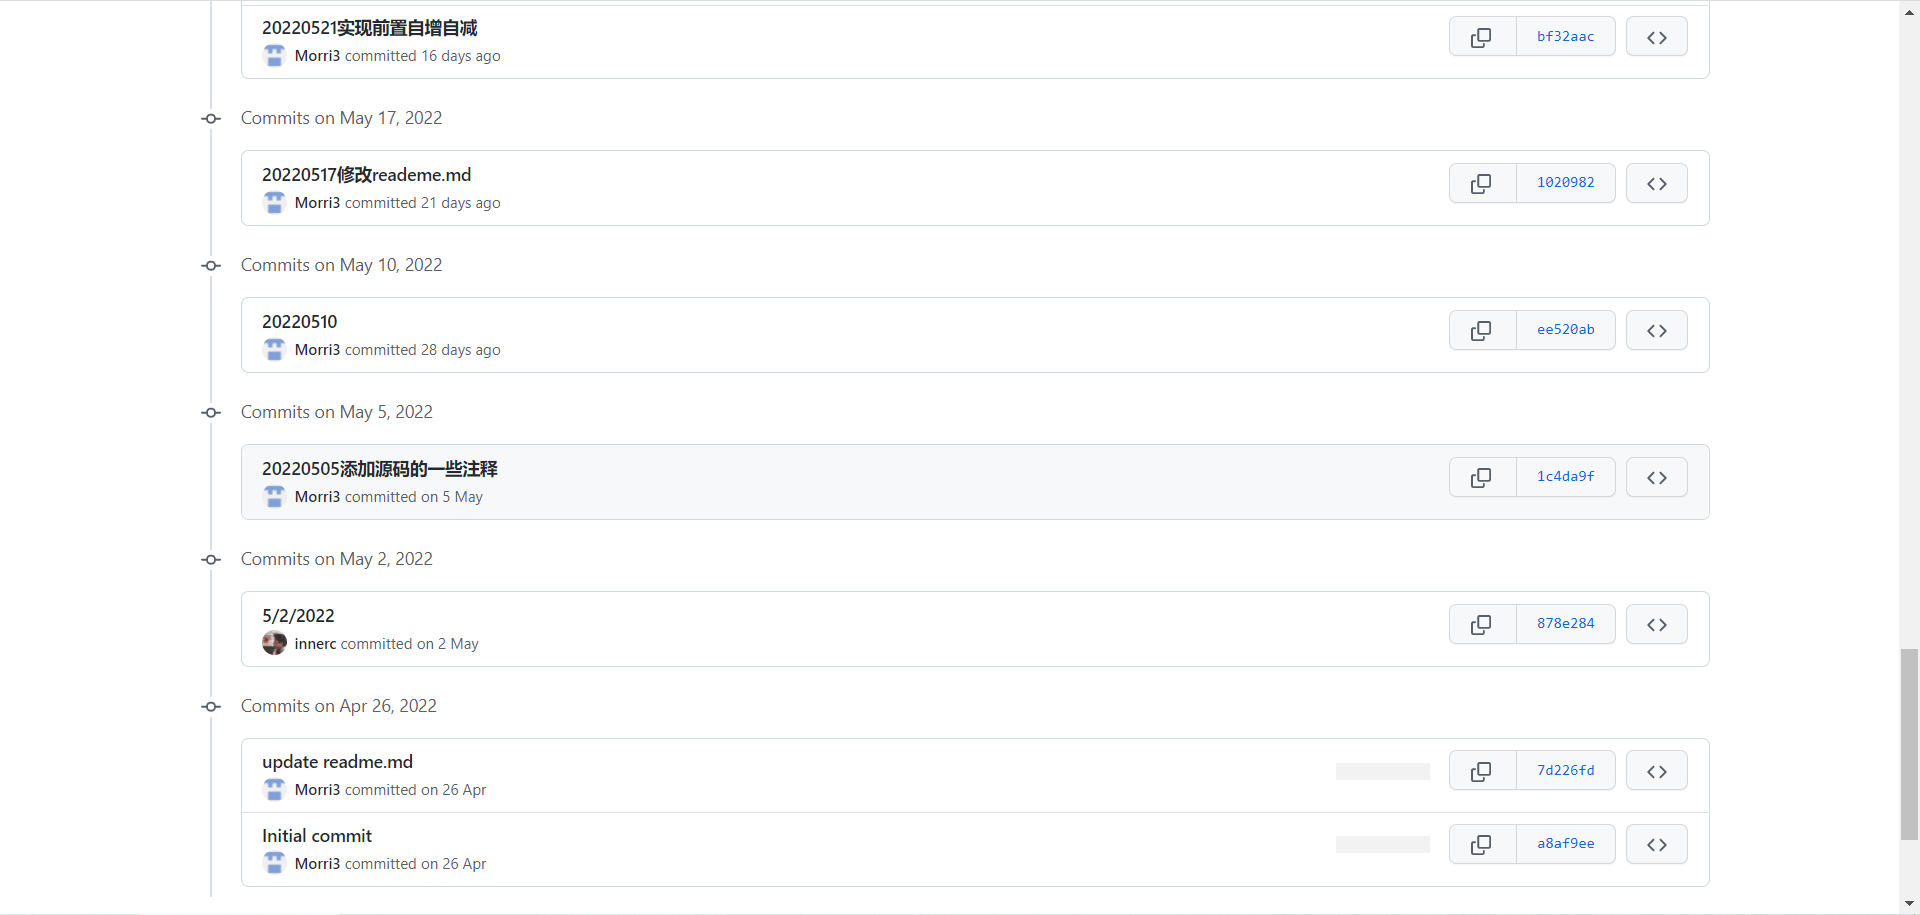 20220521实现前置自增自减
Morri3 committed 16 days ago
bf32aac
Commits on May 17, 2022
20220517修改reademe.md
Morri3 committed 21 days ago
1020982
Commits on May 10, 2022
20220510
Morri3 committed 28 days ago
ee520ab
Commits on May 5, 2022
20220505添加源码的一些注释
Morri3 committed on 5 May
1c4da9f
Commits on May 2, 2022
5/2/2022
innerc committed on 2 May
878e284
Commits on Apr 26, 2022
update readme.md
Morri3 committed on 26 Apr
7d226fd
Initial commit
Morri3 committed on 26 Apr
a8af9ee